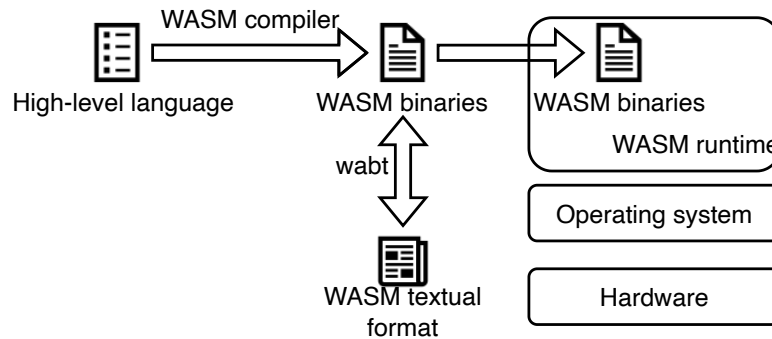 WASM compiler
High-level language
WASM binaries
WASM binaries
WASM runtime
wabt
Operating system
WASM textual
format
Hardware